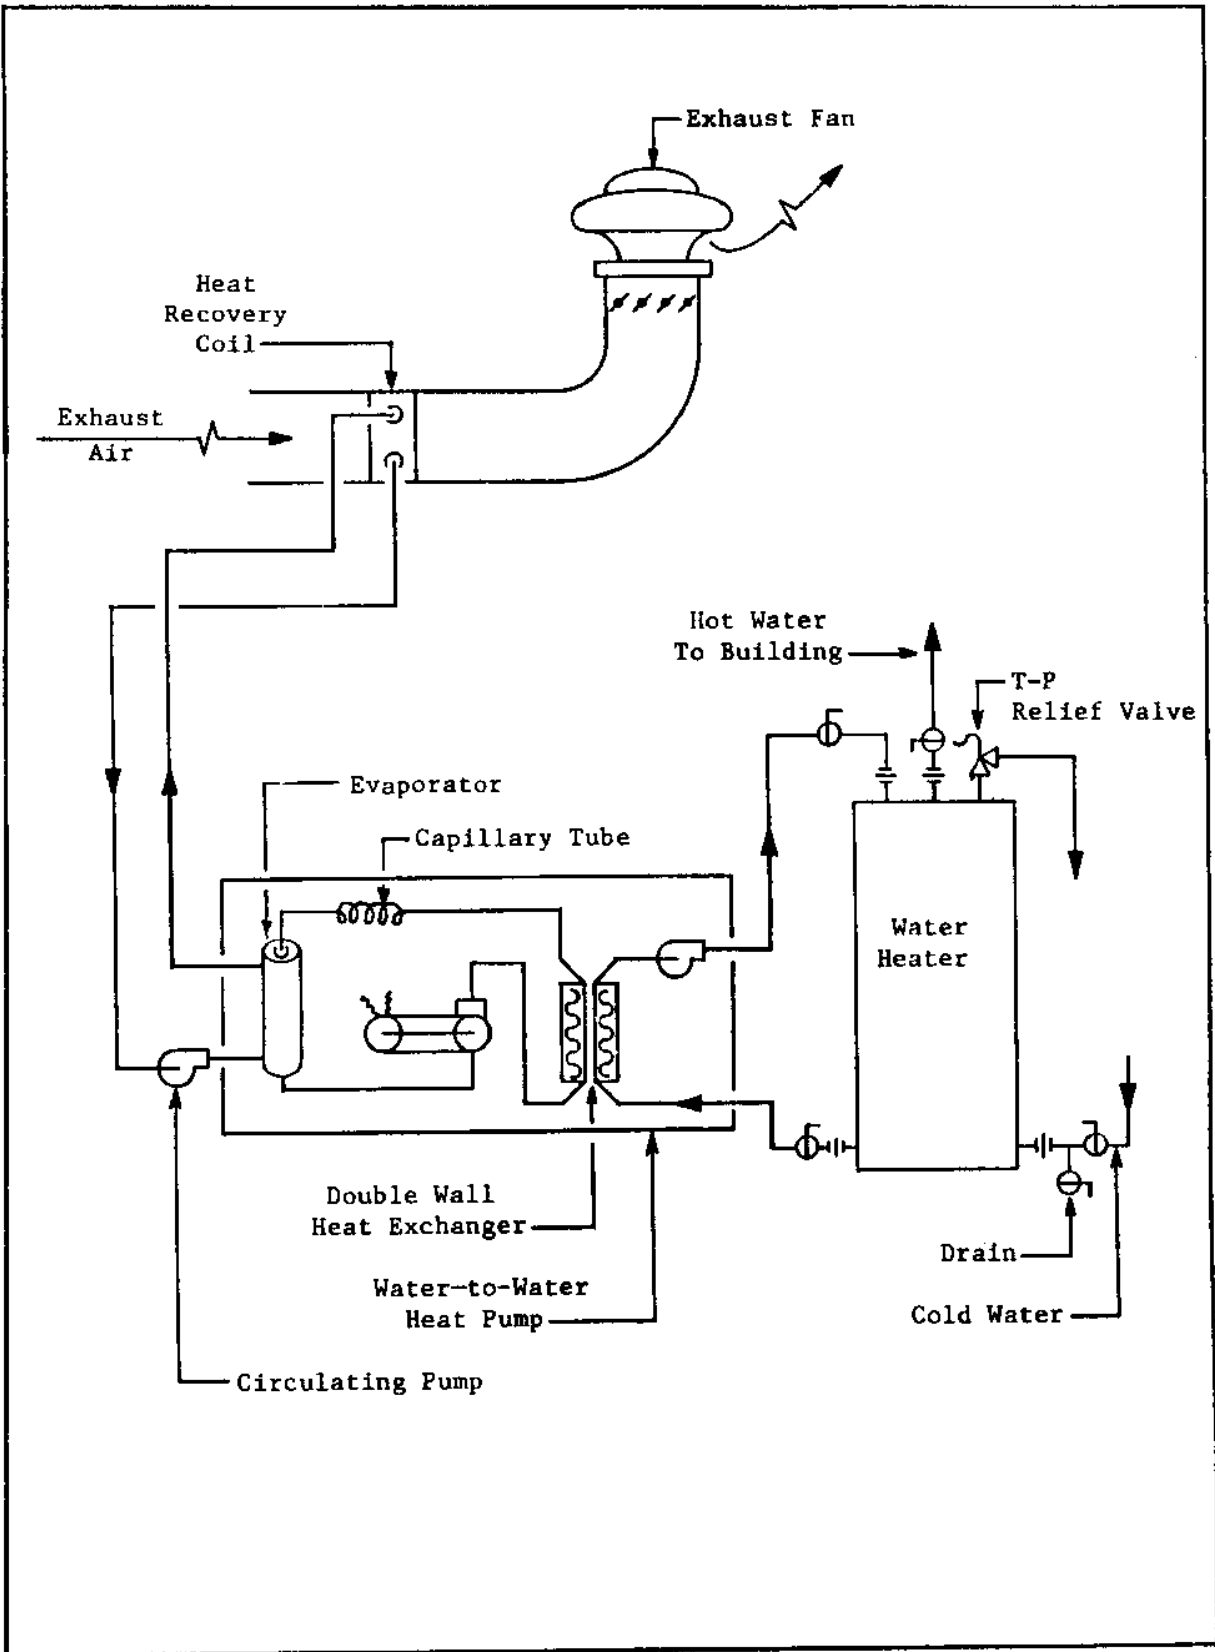 Exhaust Fan
Heat
Recovery
Coil
Exhaust
Air
Hot Water
To Building
T-P
Relief Valve
Evaporator
Capillary Tube
Water
Heater
Double Wall
Heat Exchanger
Drain
Water-to-Water
Heat Pump
Cold Water
Circulating Pump